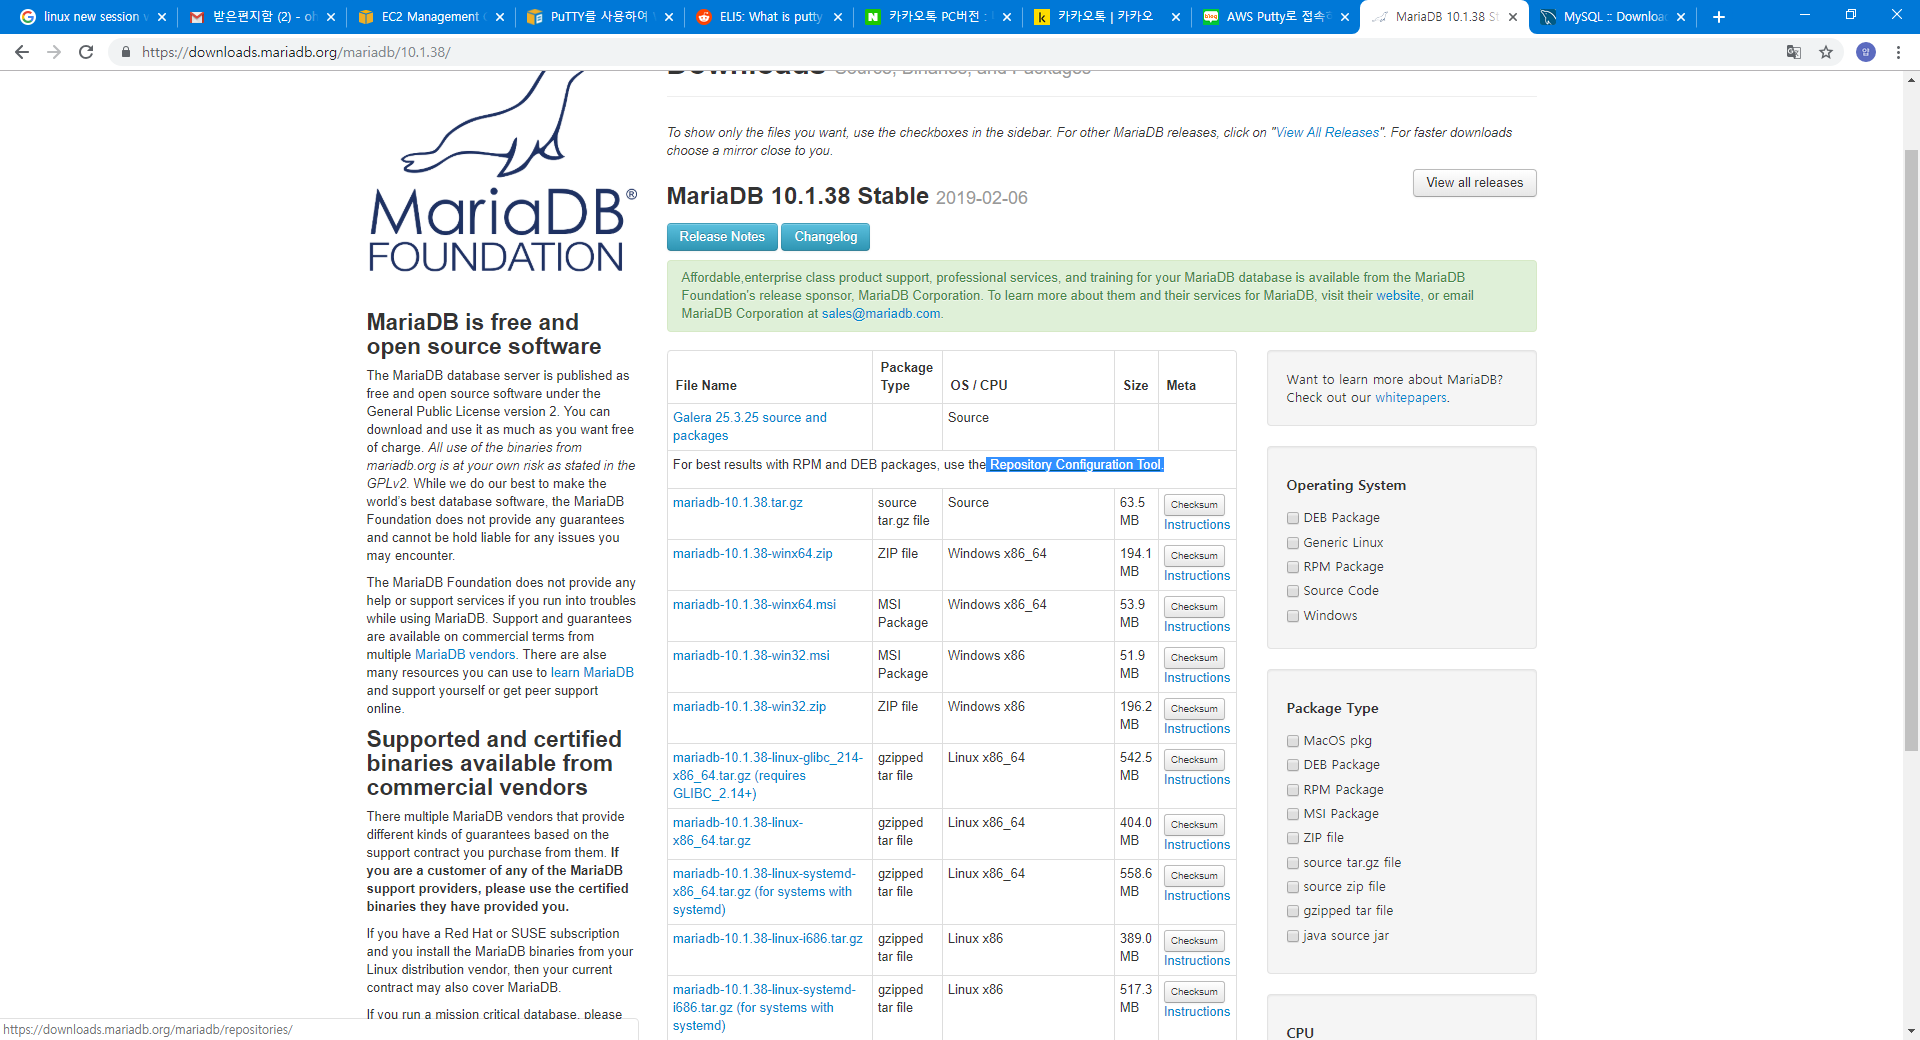 linux new session v
받은편지함 (2) - oh
EC2 Management C
PuTTY를 사용하여 
ELI5: What is putty
카카오톡 PC버전 :
카카오톡 | 카카오
AWS Putty로 접속하
MariaDB 10.1.38 St
MySQL :: Downloa
https://downloads.mariadb.org/mariadb/10.1.38/
Downloads Source, Binaries, and Packages
To show only the files you want, use the checkboxes in the sidebar. For other MariaDB releases, click on "View All Releases". For faster downloads
choose a mirror close to you.
View all releases
MariaDB 10.1.38 Stable 2019-02-06
Release Notes
Changelog
Affordable,enterprise class product support, professional services, and training for your MariaDB database is available from the MariaDB
Foundation's release sponsor, MariaDB Corporation. To learn more about them and their services for MariaDB, visit their website, or email
MariaDB Corporation at sales@mariadb.com.
MariaDB®
FOUNDATION
MariaDB is free and
open source software
The MariaDB database server is published as
free and open source software under the
General Public License version 2. You can
download and use it as much as you want free
of charge. All use of the binaries from
mariadb.org is at your own risk as stated in the
GPLv2. While we do our best to make the
world's best database software, the MariaDB
Foundation does not provide any guarantees
and cannot be hold liable for any issues you
may encounter.
The MariaDB Foundation does not provide any
help or support services if you run into troubles
while using MariaDB. Support and guarantees
are available on commercial terms from
multiple MariaDB vendors. There are alse
many resources you can use to learn MariaDB
and support yourself or get peer support
online.
Supported and certified
binaries available from
commercial vendors
There multiple MariaDB vendors that provide
different kinds of guarantees based on the
support contract you purchase from them. If
you are a customer of any of the MariaDB
support providers, please use the certified
binaries they have provided you.
If you have a Red Hat or SUSE subscription
and you install the MariaDB binaries from your
Linux distribution vendor, then your current
contract may also cover MariaDB.
If you run a mission critical database, please
https://downloads.mariadb.org/mariadb/repositories/
File Name Package Type OS / CPU Size Meta
Galera 25.3.25 source and packages Source
For best results with RPM and DEB packages, use the Repository Configuration Tool.
mariadb-10.1.38.tar.gz source tar.gz file Source 63.5 MB Checksum Instructions
mariadb-10.1.38-winx64.zip ZIP file Windows x86_64 194.1 MB Checksum Instructions
mariadb-10.1.38-winx64.msi MSI Package Windows x86_64 53.9 MB Checksum Instructions
mariadb-10.1.38-win32.msi MSI Package Windows x86 51.9 MB Checksum Instructions
mariadb-10.1.38-win32.zip ZIP file Windows x86 196.2 MB Checksum Instructions
mariadb-10.1.38-linux-glibc_214-x86_64.tar.gz (requires GLIBC_2.14+) gzipped tar file Linux x86_64 542.5 MB Checksum Instructions
mariadb-10.1.38-linux-x86_64.tar.gz gzipped tar file Linux x86_64 404.0 MB Checksum Instructions
mariadb-10.1.38-linux-systemd-x86_64.tar.gz (for systems with systemd) gzipped tar file Linux x86_64 558.6 MB Checksum Instructions
mariadb-10.1.38-linux-i686.tar.gz gzipped tar file Linux x86 389.0 MB Checksum Instructions
mariadb-10.1.38-linux-systemd-i686.tar.gz (for systems with systemd) gzipped tar file Linux x86 517.3 MB Checksum Instructions
Want to learn more about MariaDB?
Check out our whitepapers.
Operating System
DEB Package
Generic Linux
RPM Package
Source Code
Windows
Package Type
MacOS pkg
DEB Package
RPM Package
MSI Package
ZIP file
source tar.gz file
source zip file
gzipped tar file
java source jar
CPU